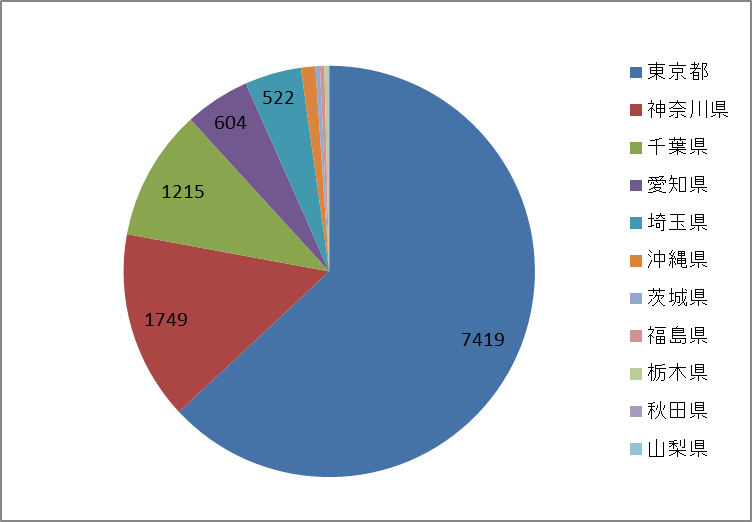 522
604
1215
1749
7419
東京都
神奈川県
千葉県
愛知県
埼玉県
沖縄県
茨城県
福島県
栃木県
秋田県
山梨県